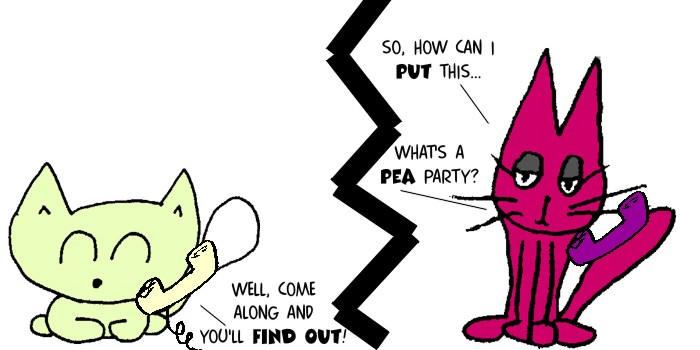 SO, HOW CAN I
PUT THIS...
WHAT'S A
PEA PARTY?
WELL, COME
ALONG AND
YOU'LL FIND OUT!